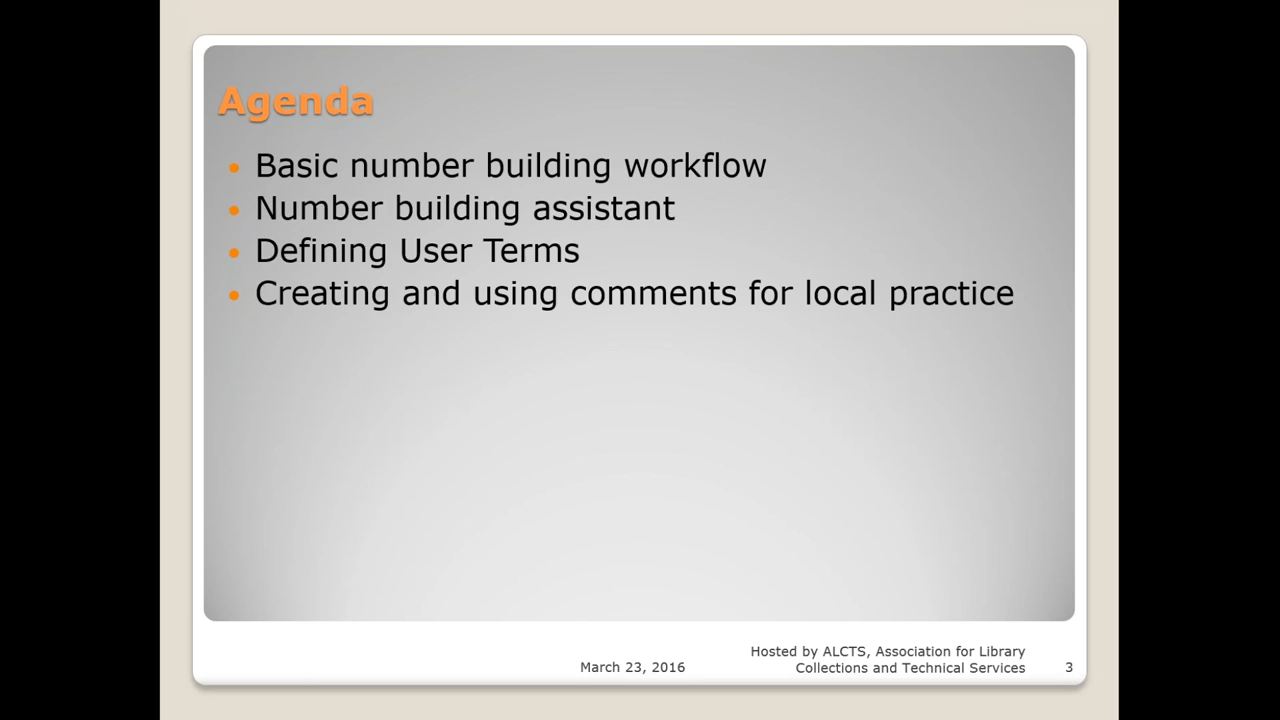 Agenda
Basic number building workflow
Number building assistant
Defining User Terms
Creating and using comments for local practice
March 23, 2016
Hosted by ALCTS, Association for Library
Collections and Technical Services
3